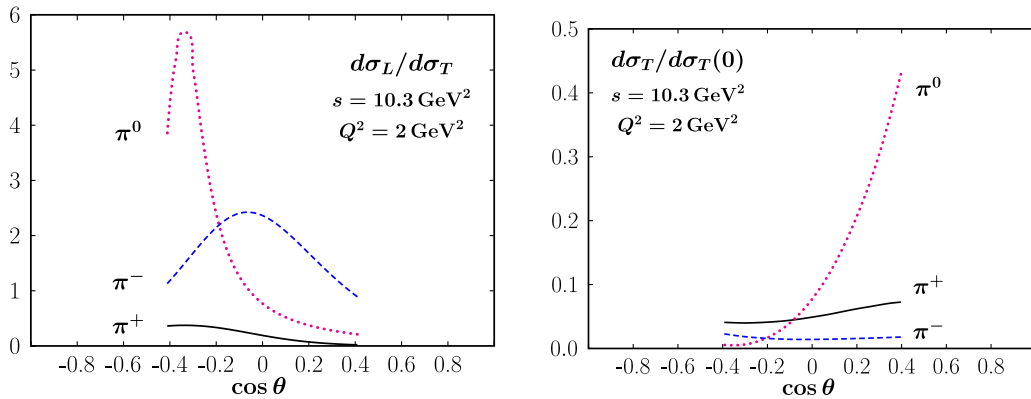 6
5
4
3
2
1
0
-0.8 -0.6 -0.4 -0.2 0 0.2 0.4 0.6 0.8
cos θ
dσ_L/dσ_T
s = 10.3 GeV²
Q² = 2 GeV²
π⁰
π⁻
π⁺
0.5
0.4
0.3
0.2
0.1
0.0
-0.8 -0.6 -0.4 -0.2 0 0.2 0.4 0.6 0.8
cos θ
dσ_T/dσ_T(0)
s = 10.3 GeV²
Q² = 2 GeV²
π⁰
π⁺
π⁻